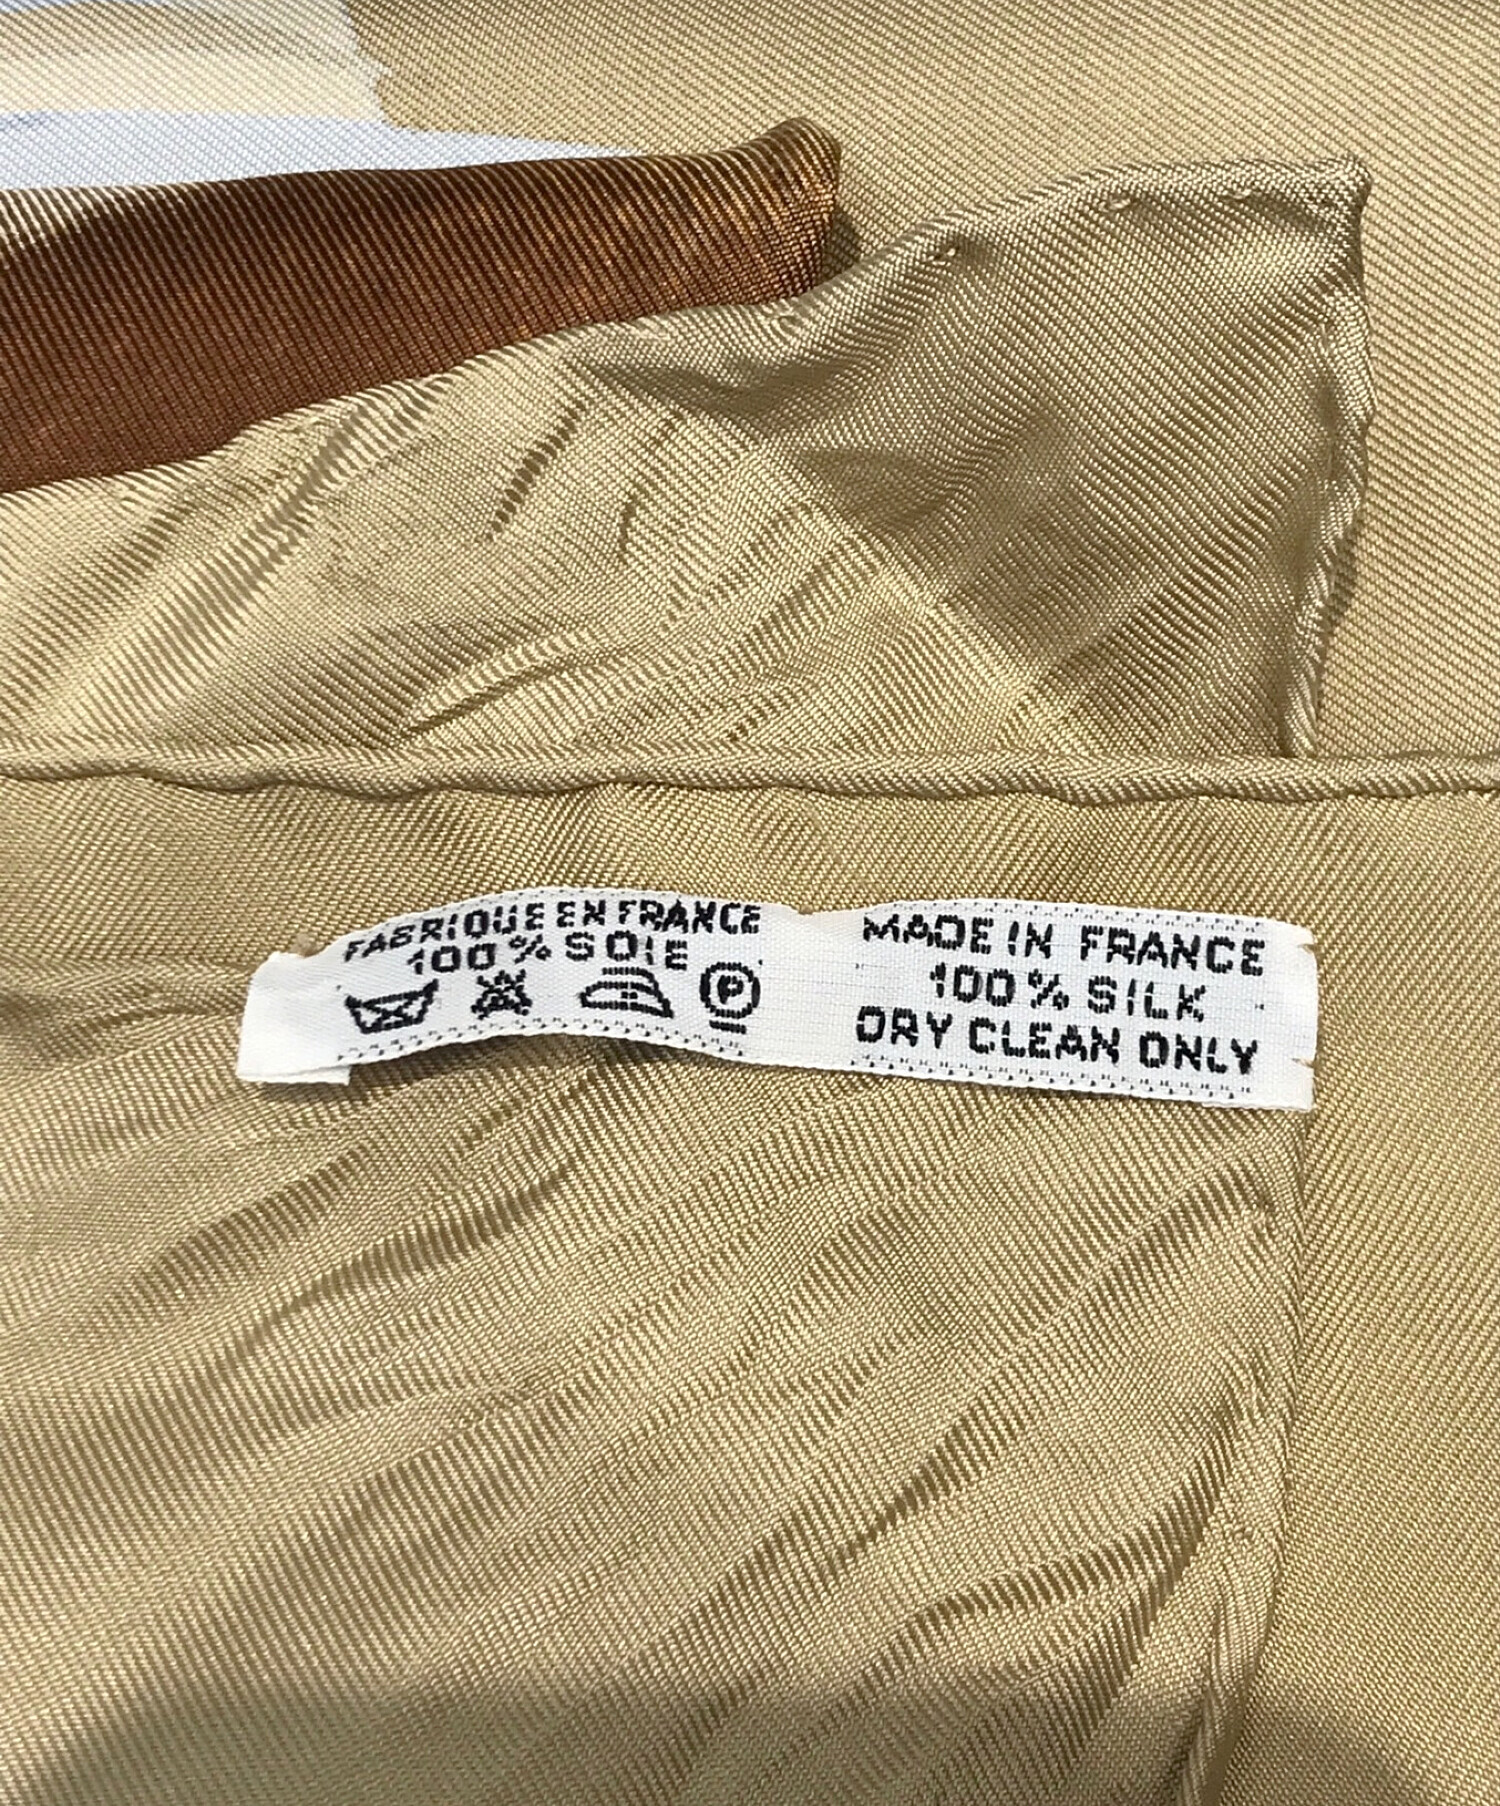 FABRIQUE EN FRANCE
100% SOIE
P
MADE IN FRANCE
100% SILK
DRY CLEAN ONLY